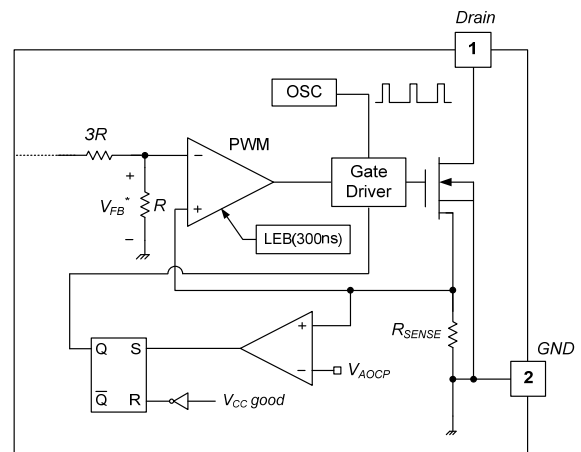 Drain
1
OSC
3R
PWM
−
+
Gate
Driver
+
V_FB*
−
R
LEB(300ns)
R_SENSE
GND
2
+
−
V_AOCP
Q
S
Q̅
R
V_CC good